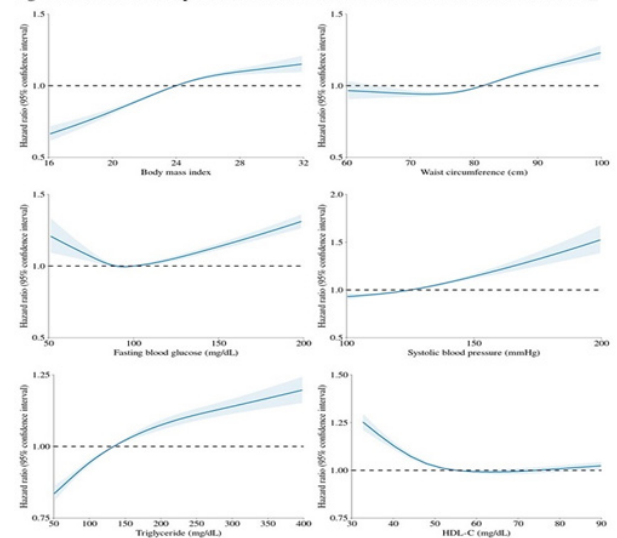 1.5
1.0
0.5
Hazard ratio (95% confidence interval)
16 20 24 28 32
Body mass index
1.5
1.0
0.5
Hazard ratio (95% confidence interval)
60 70 80 90 100
Waist circumference (cm)
1.5
1.0
0.5
Hazard ratio (95% confidence interval)
50 100 150 200
Fasting blood glucose (mg/dL)
2.0
1.5
1.0
0.5
Hazard ratio (95% confidence interval)
100 150 200
Systolic blood pressure (mmHg)
1.25
1.00
0.75
Hazard ratio (95% confidence interval)
50 100 150 200 250 300 350 400
Triglyceride (mg/dL)
1.50
1.25
1.00
0.75
Hazard ratio (95% confidence interval)
30 40 50 60 70 80 90
HDL-C (mg/dL)